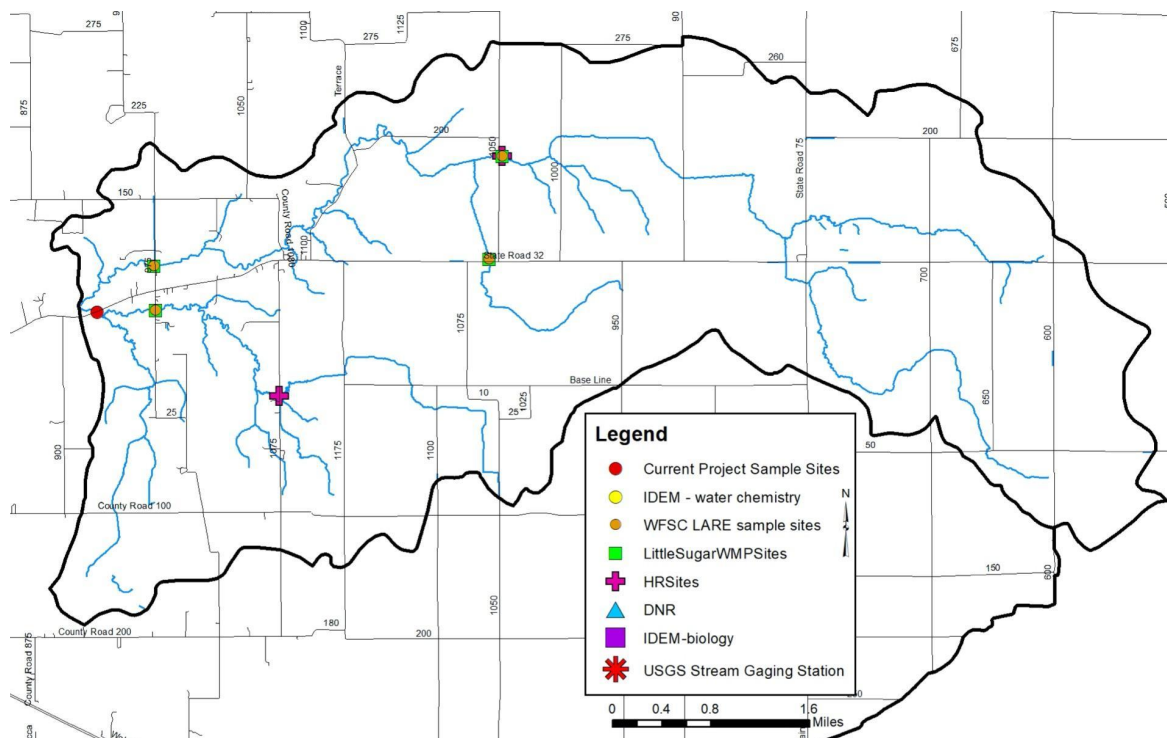 275
9
1100
1125
275
90
275
675
260
875
1050
Terrace
225
200
1050
1000
State Road 75
200
150
County Road
1100
State Road 32
975
700
1075
950
600
Base Line
10
1025
25
25
650
900
1075
1175
1100
50
County Road 100
Legend
Current Project Sample Sites
IDEM - water chemistry
N
WFSC LARE sample sites
LittleSugarWMPSites
HRSites
DNR
IDEM-biology
USGS Stream Gaging Station
0 0.4 0.8 1.6
Miles
150
600
1050
180
200
County Road 200
County Road 875